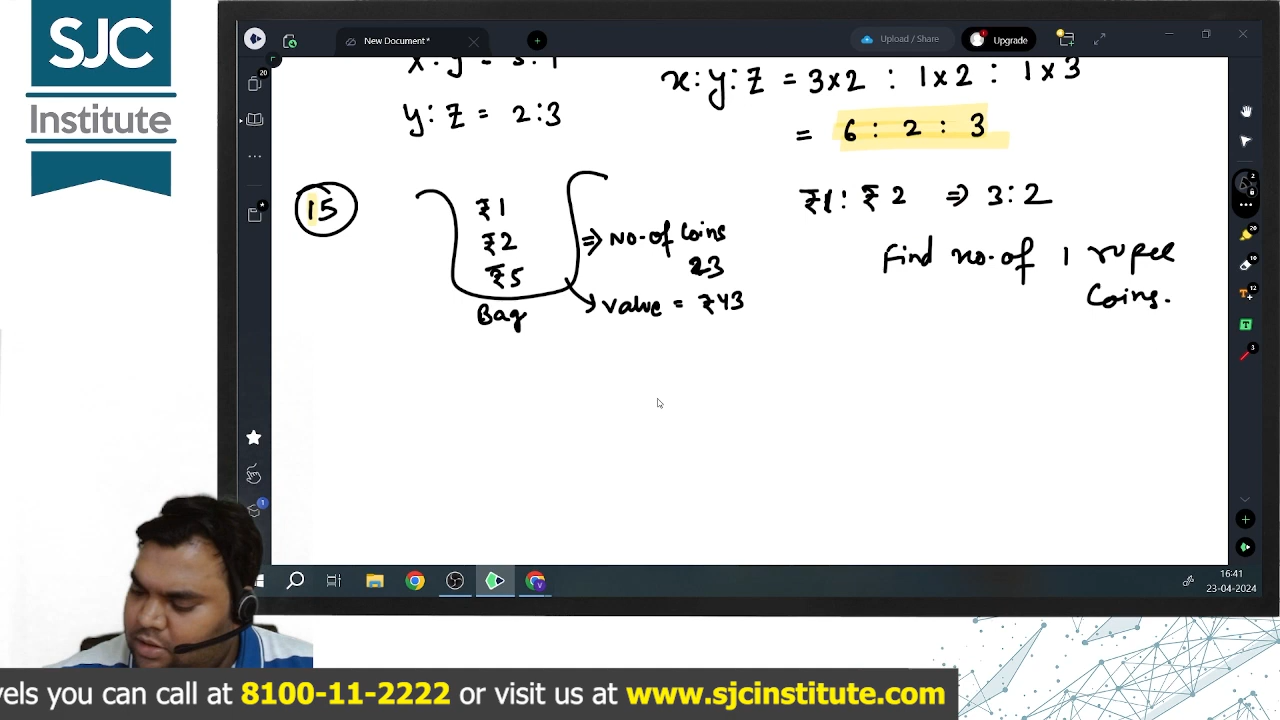 SJC
Institute
New Document*
Upload / Share
Upgrade
y : z = 2:3
x:y:z = 3×2 : 1×2 : 1×3
= 6 : 2 : 3
15
₹1
₹2
₹5
Bag
⇒ No. of Coins
23
Value = ₹43
₹1 : ₹2 ⇒ 3:2
Find no. of 1 rupee
Coins.
16:41
23-04-2024
vels you can call at 8100-11-2222 or visit us at www.sjcinstitute.com